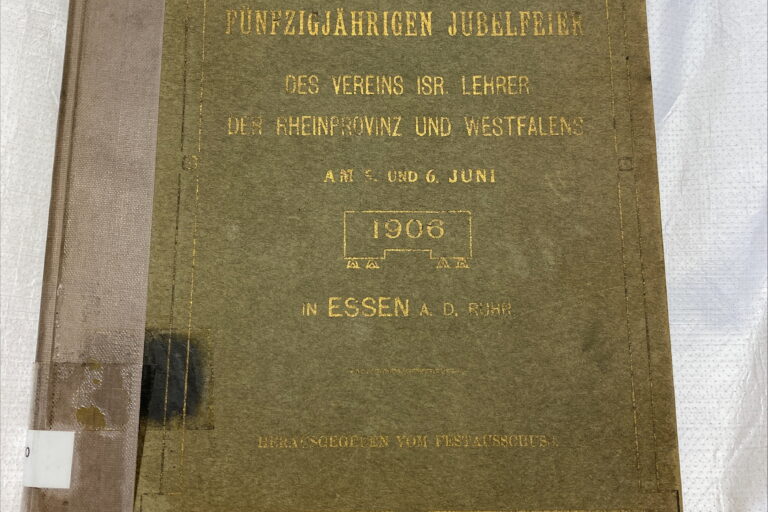 FÜNFZIGJÄHRIGEN JUBELFEIER
DES VEREINS ISR. LEHRER
DER RHEINPROVINZ UND WESTFALENS
AM 5. UND 6. JUNI
1906
IN ESSEN A. D. RUHR
HERAUSGEGEBEN VOM FESTAUSSCHUSS.
0